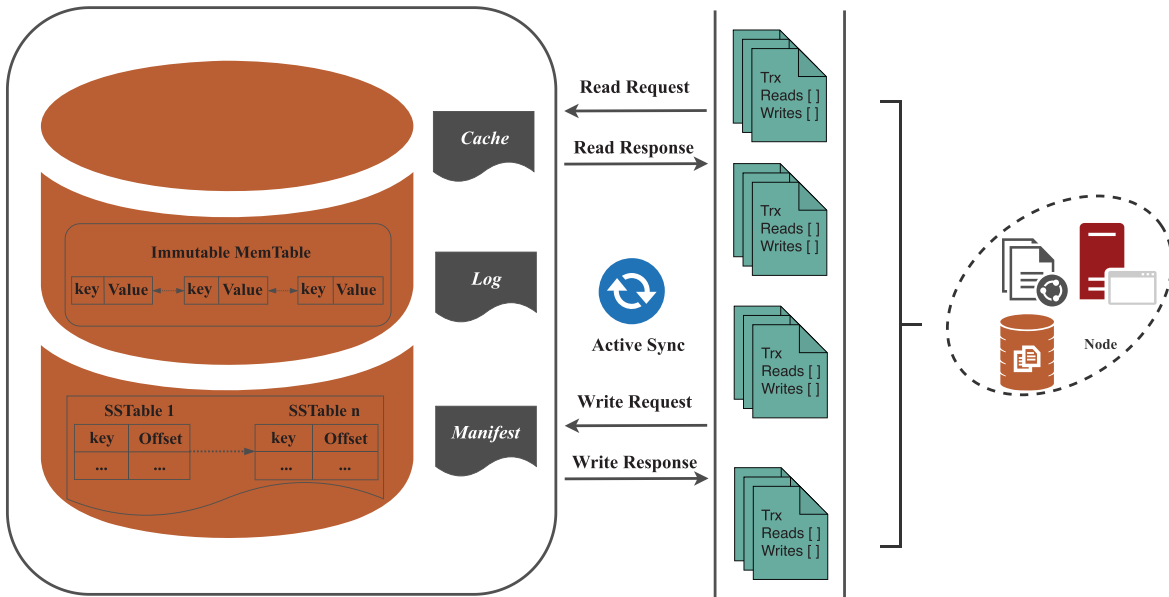 Cache
Immutable MemTable
key Value key Value key Value
Log
SSTable 1
key Offset
... ...
SSTable n
key Offset
... ...
Manifest
Read Request
Read Response
Active Sync
Write Request
Write Response
Trx
Reads [ ]
Writes [ ]
Trx
Reads [ ]
Writes [ ]
Trx
Reads [ ]
Writes [ ]
Trx
Reads [ ]
Writes [ ]
Node